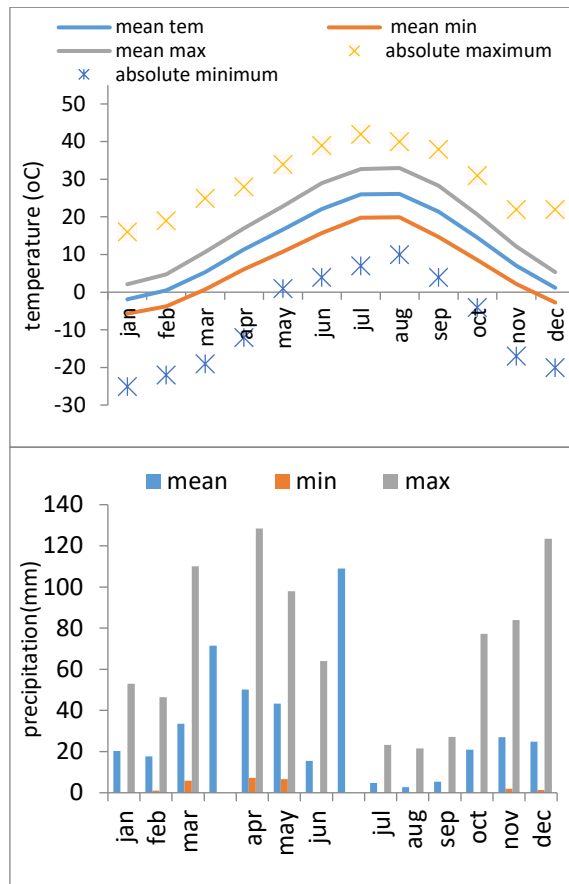 mean tem mean min
mean max absolute maximum
absolute minimum
temperature (oC)
50
40
30
20
10
0
-10
-20
-30
jan feb mar apr may jun jul aug sep oct nov dec
mean min max
precipitation(mm)
140
120
100
80
60
40
20
0
jan feb mar apr may jun jul aug sep oct nov dec